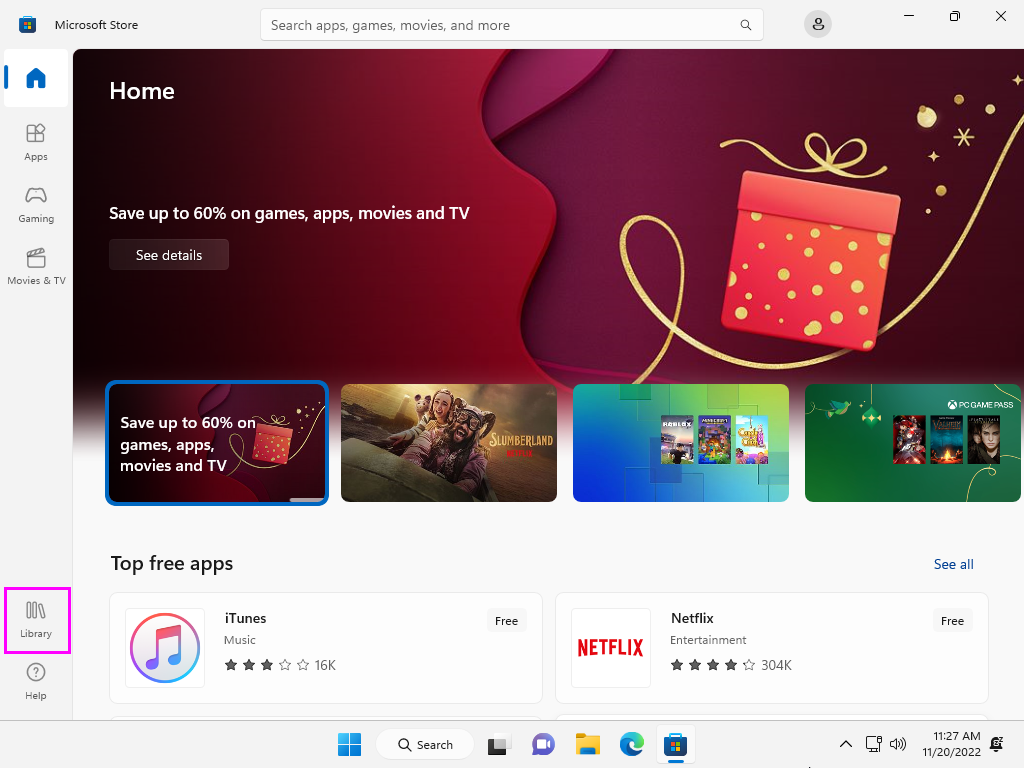 Microsoft Store
Search apps, games, movies, and more
Home
Apps
Gaming
Movies & TV
Save up to 60% on games, apps, movies and TV
See details
Save up to 60% on
games, apps,
movies and TV
SLUMBERLAND
ROBLOX
MINECRAFT
PC GAME PASS
Top free apps
See all
iTunes
Music
16K
Free
Netflix
Entertainment
304K
Free
NETFLIX
Library
Help
Search
11:27 AM
11/20/2022